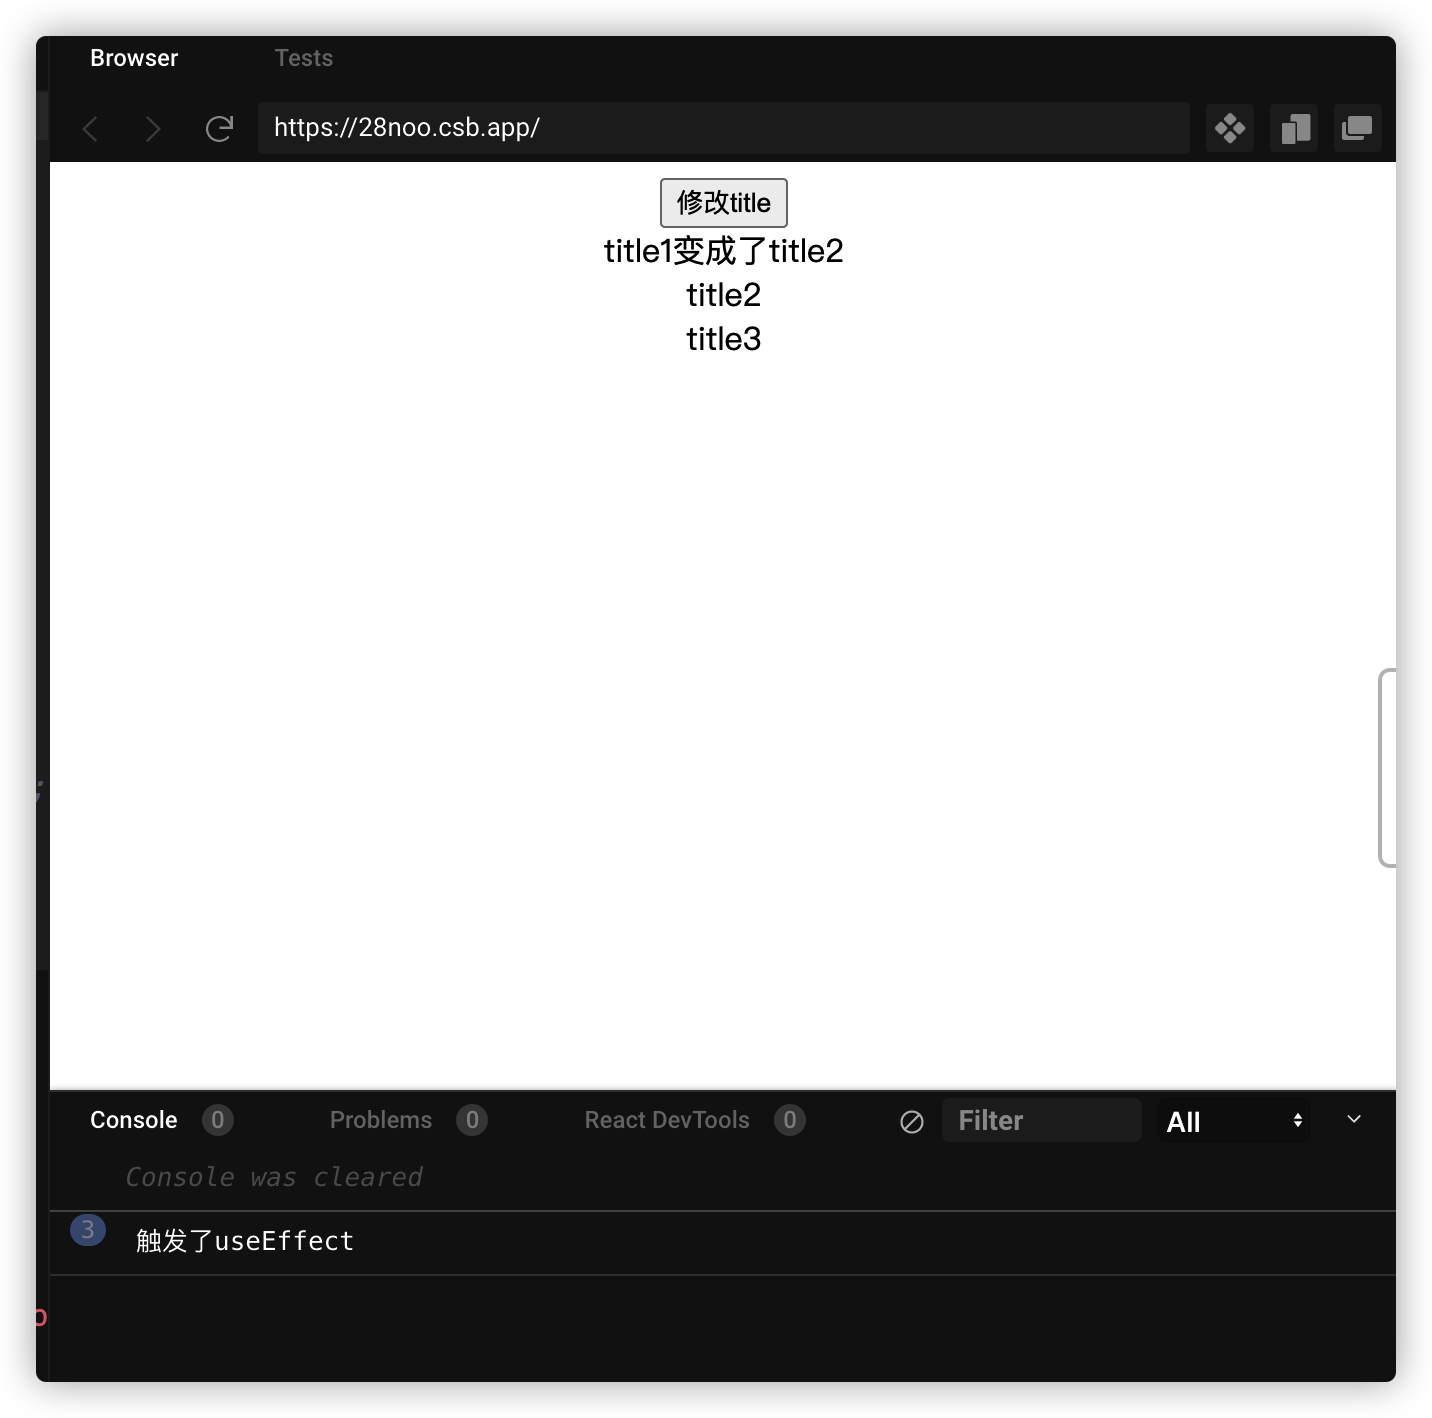 Browser Tests
https://28noo.csb.app/
修改title
title1变成了title2
title2
title3
Console 0 Problems 0 React DevTools 0 Filter All
Console was cleared
3 触发了useEffect
;
o